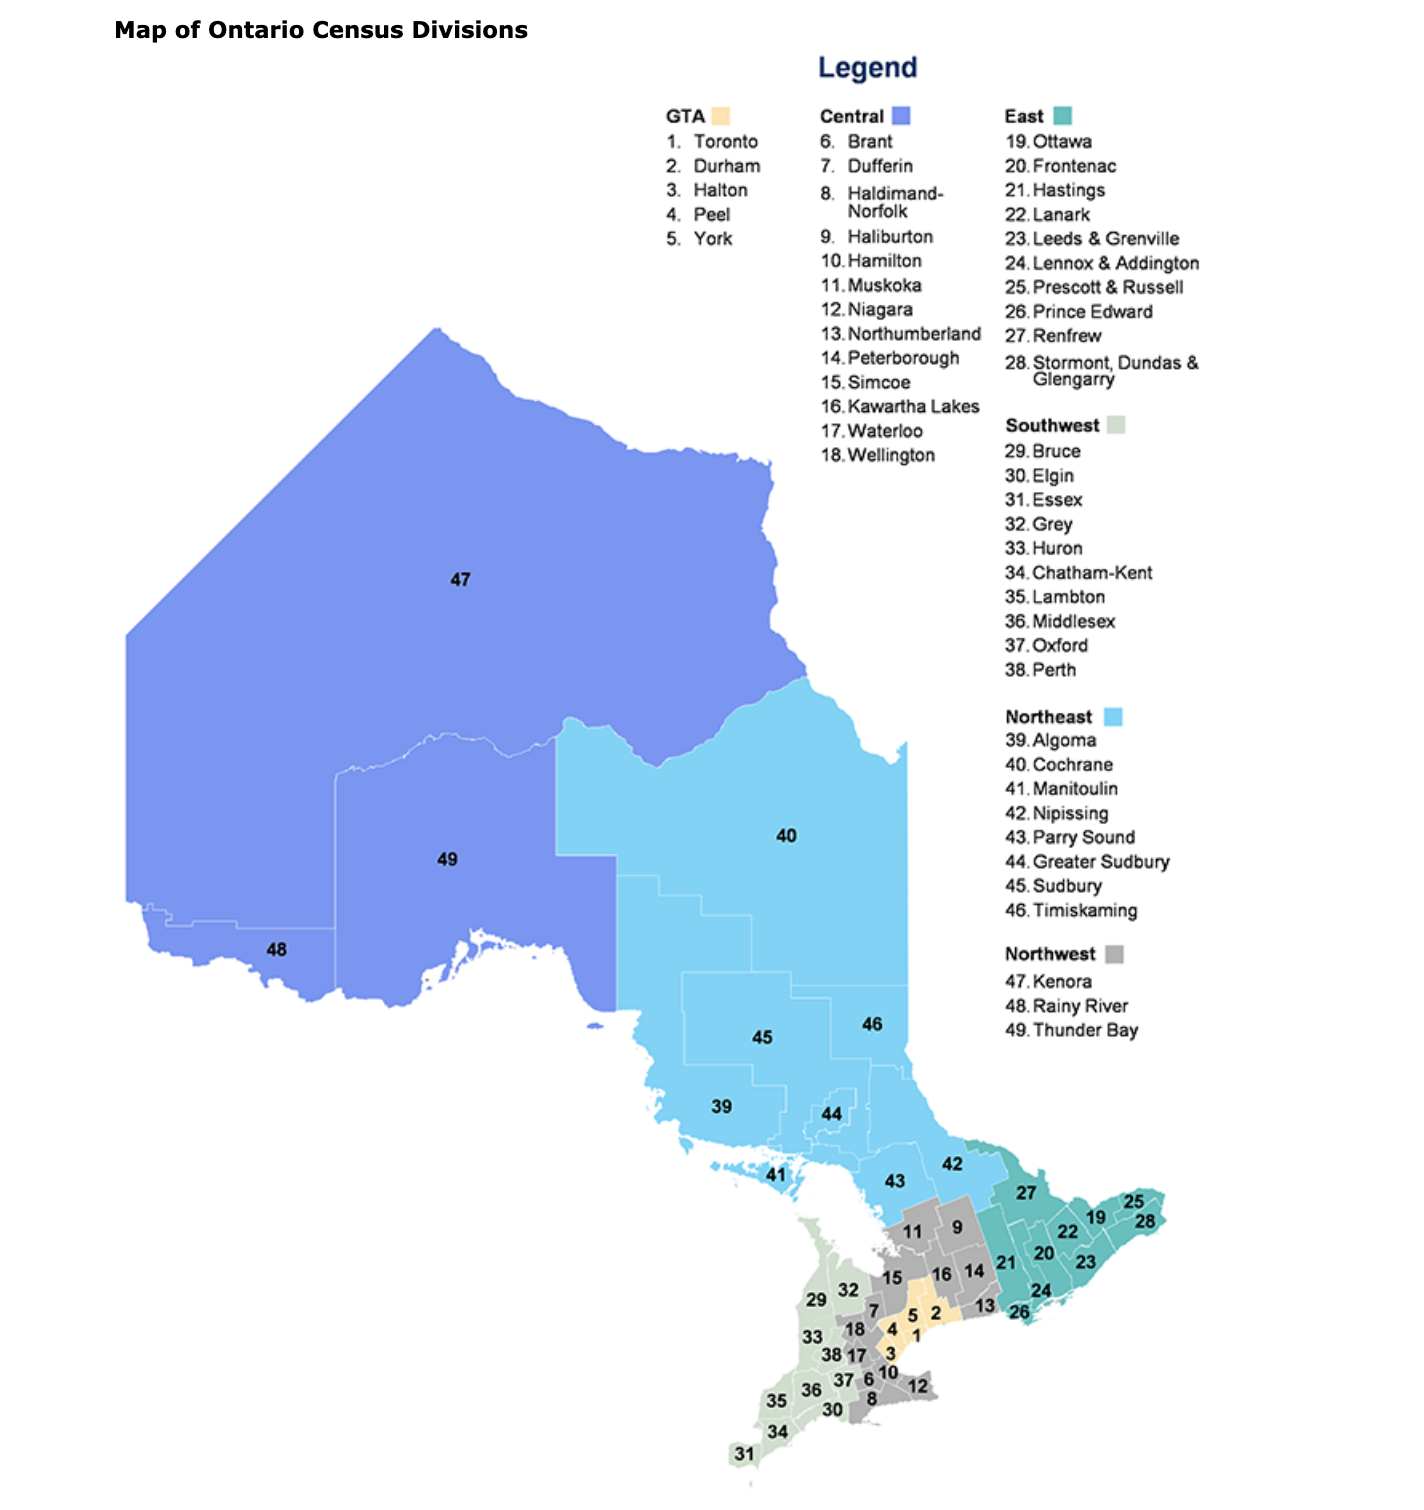 Map of Ontario Census Divisions
Legend
GTA
1. Toronto
2. Durham
3. Halton
4. Peel
5. York
Central
6. Brant
7. Dufferin
8. Haldimand-
Norfolk
9. Haliburton
10. Hamilton
11. Muskoka
12. Niagara
13. Northumberland
14. Peterborough
15. Simcoe
16. Kawartha Lakes
17. Waterloo
18. Wellington
East
19. Ottawa
20. Frontenac
21. Hastings
22. Lanark
23. Leeds & Grenville
24. Lennox & Addington
25. Prescott & Russell
26. Prince Edward
27. Renfrew
28. Stormont, Dundas &
Glengarry
Southwest
29. Bruce
30. Elgin
31. Essex
32. Grey
33. Huron
34. Chatham-Kent
35. Lambton
36. Middlesex
37. Oxford
38. Perth
Northeast
39. Algoma
40. Cochrane
41. Manitoulin
42. Nipissing
43. Parry Sound
44. Greater Sudbury
45. Sudbury
46. Timiskaming
Northwest
47. Kenora
48. Rainy River
49. Thunder Bay
47
40
49
48
46
45
39
44
42
41
43
27
25
19
28
11
9
22
20
21
23
15
16
14
32
24
29
7
13
26
5
2
18
4
33
1
38
17
3
10
37
6
12
36
8
35
30
34
31